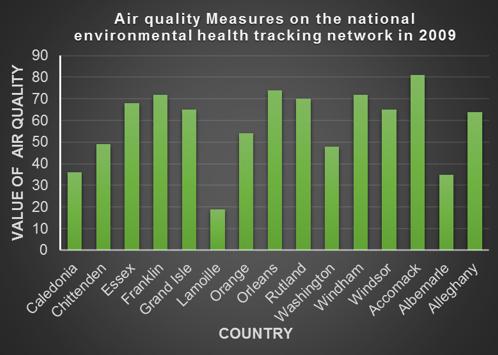 Air quality Measures on the national
environmental health tracking network in 2009
VALUE OF AIR QUALITY
90
80
70
60
50
40
30
20
10
0
Caledonia
Chittenden
Essex
Franklin
Grand Isle
Lamoille
Orange
Orleans
Rutland
Washington
Windham
Windsor
Accomack
Albemarle
Alleghany
COUNTRY